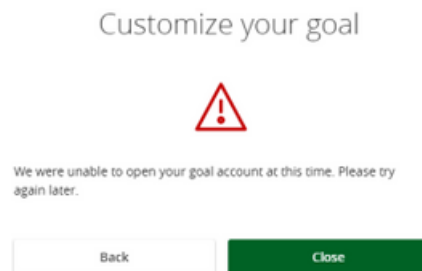 Customize your goal
We were unable to open your goal account at this time. Please try
again later.
Back
Close